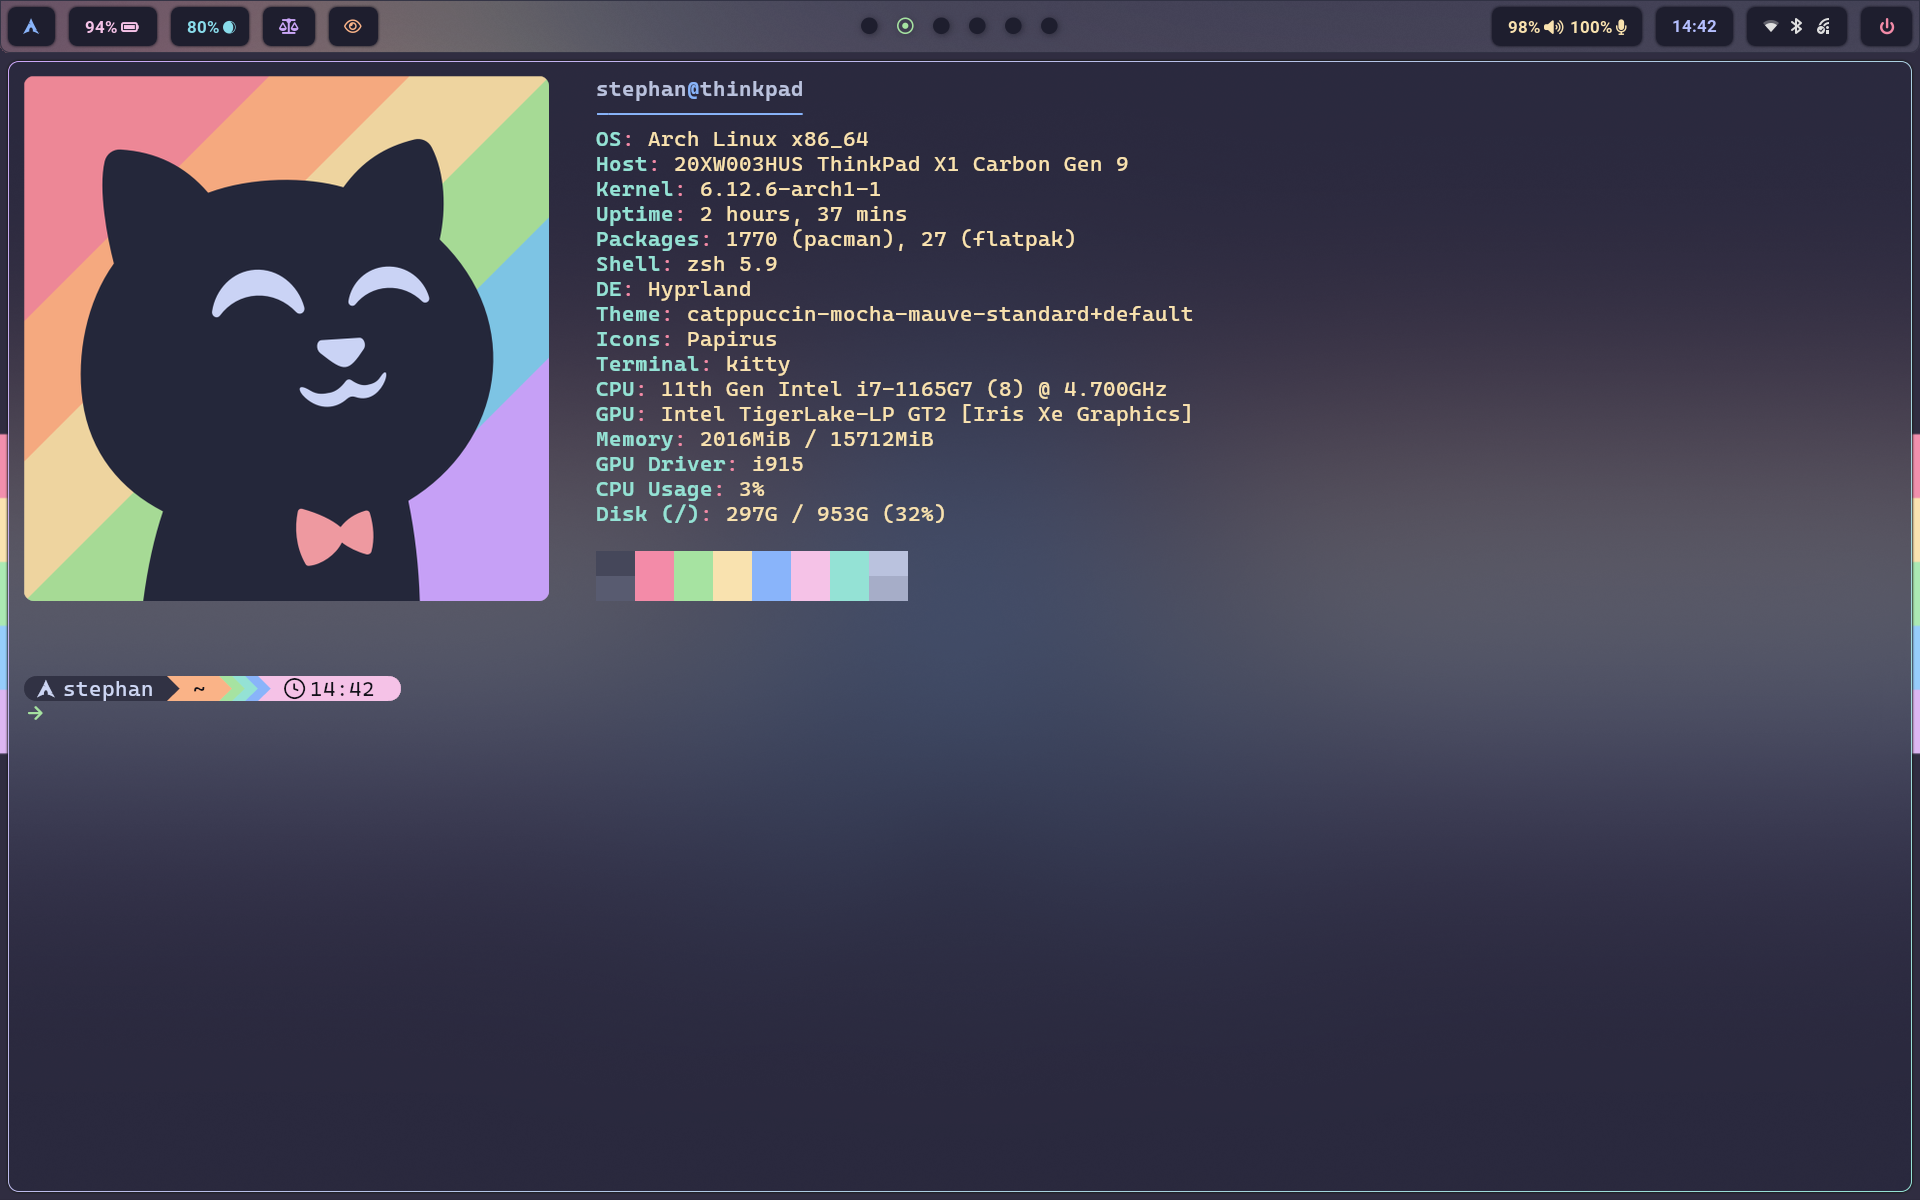 94% 80% 98% 100% 14:42
stephan@thinkpad
OS: Arch Linux x86_64
Host: 20XW003HUS ThinkPad X1 Carbon Gen 9
Kernel: 6.12.6-arch1-1
Uptime: 2 hours, 37 mins
Packages: 1770 (pacman), 27 (flatpak)
Shell: zsh 5.9
DE: Hyprland
Theme: catppuccin-mocha-mauve-standard+default
Icons: Papirus
Terminal: kitty
CPU: 11th Gen Intel i7-1165G7 (8) @ 4.700GHz
GPU: Intel TigerLake-LP GT2 [Iris Xe Graphics]
Memory: 2016MiB / 15712MiB
GPU Driver: i915
CPU Usage: 3%
Disk (/): 297G / 953G (32%)
stephan ~ 14:42